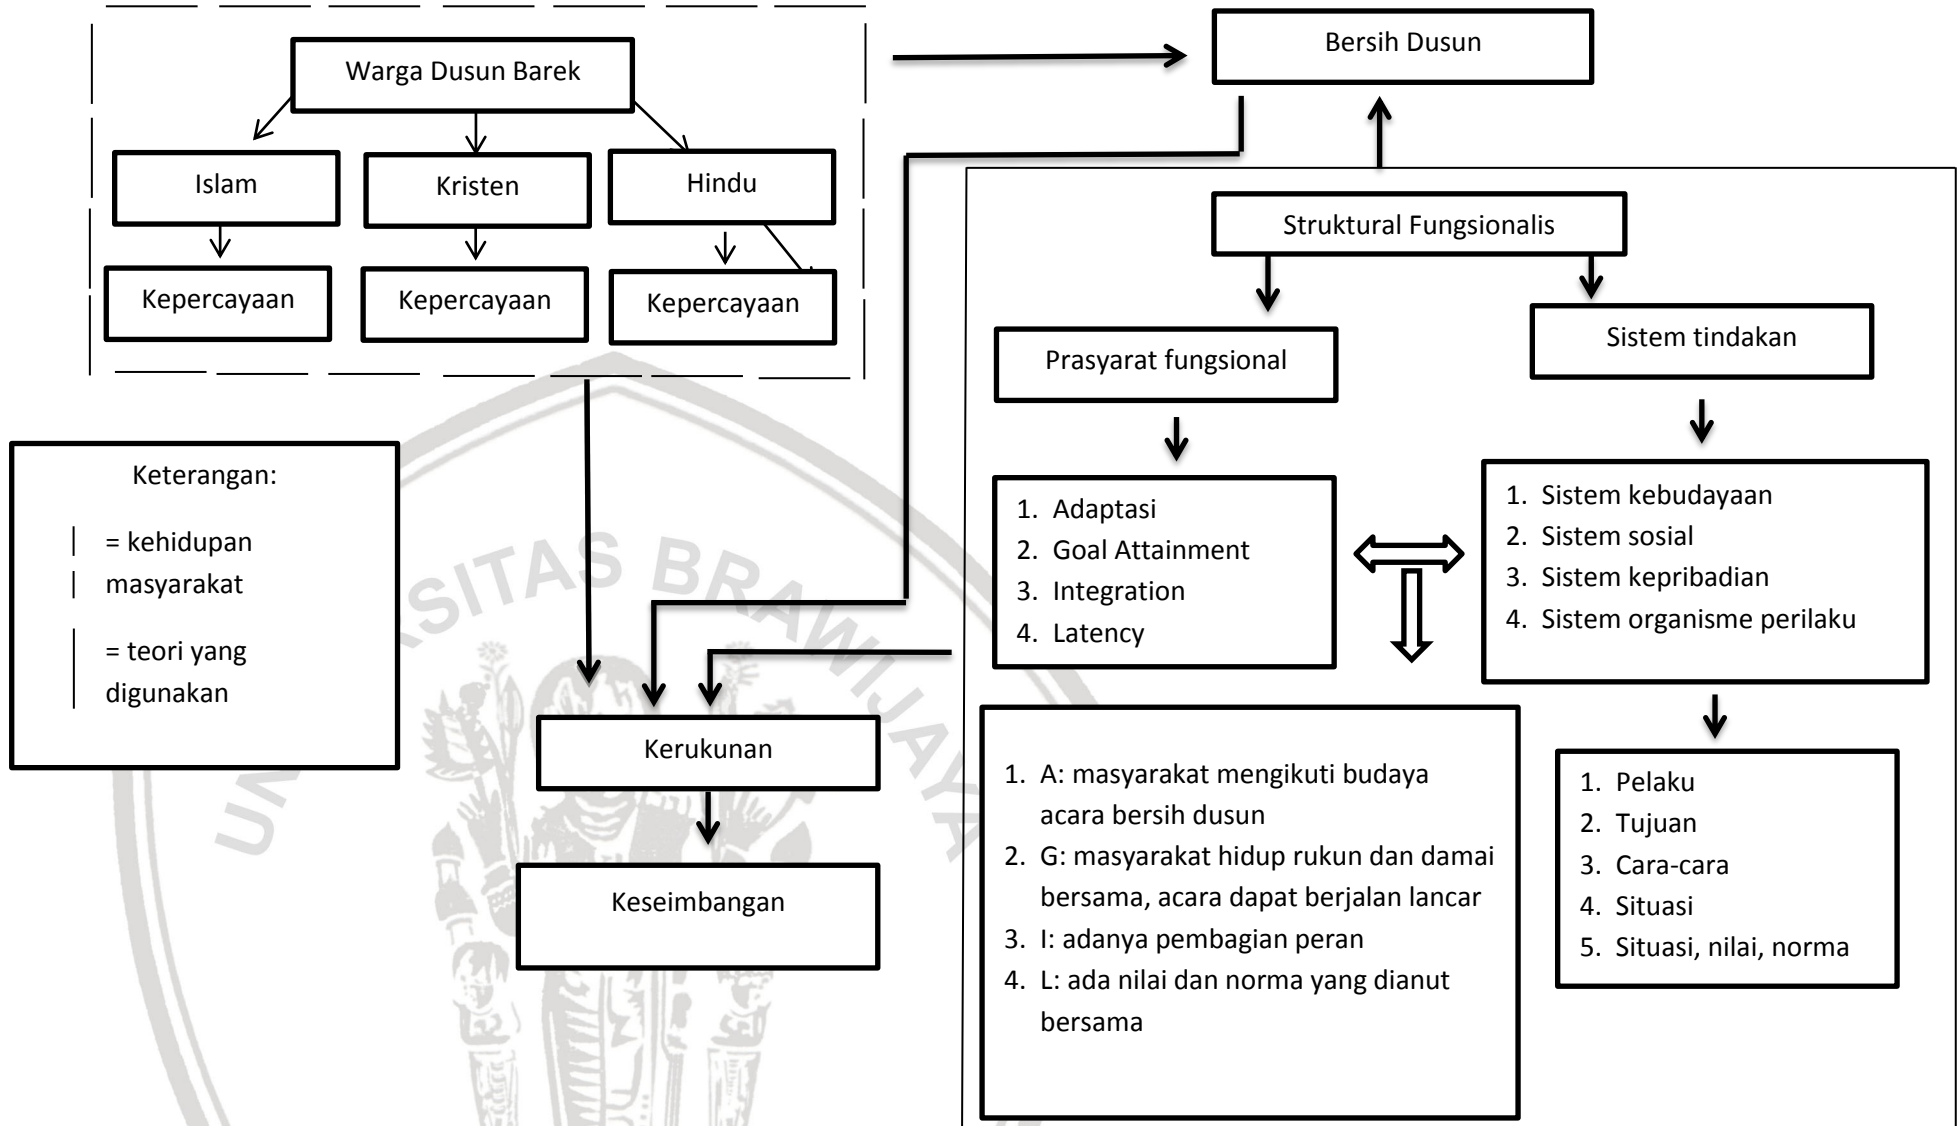 Warga Dusun Barek
Islam
Kristen
Hindu
Kepercayaan
Kepercayaan
Kepercayaan
Bersih Dusun
Struktural Fungsionalis
Prasyarat fungsional
Sistem tindakan
1. Adaptasi
2. Goal Attainment
3. Integration
4. Latency
1. Sistem kebudayaan
2. Sistem sosial
3. Sistem kepribadian
4. Sistem organisme perilaku
1. A: masyarakat mengikuti budaya
acara bersih dusun
2. G: masyarakat hidup rukun dan damai
bersama, acara dapat berjalan lancar
3. I: adanya pembagian peran
4. L: ada nilai dan norma yang dianut
bersama
1. Pelaku
2. Tujuan
3. Cara-cara
4. Situasi
5. Situasi, nilai, norma
Keterangan:
= kehidupan
masyarakat
= teori yang
digunakan
Kerukunan
Keseimbangan
SITAS BRAWIJAYA